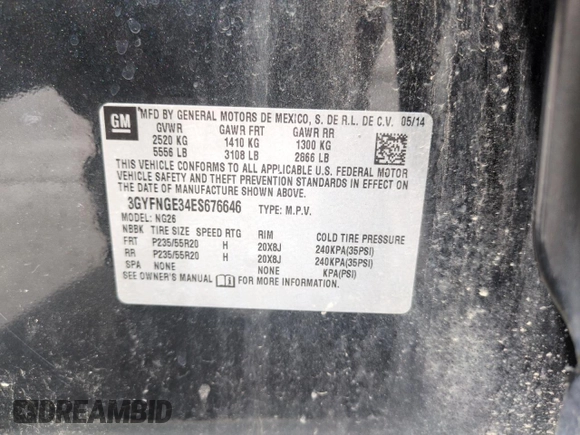 GM
MFD BY GENERAL MOTORS DE MEXICO, S. DE R.L. DE C.V. 05/14
GVWR GAWR FRT GAWR RR
2520 KG 1410 KG 1300 KG
5556 LB 3108 LB 2866 LB
THIS VEHICLE CONFORMS TO ALL APPLICABLE U.S. FEDERAL MOTOR
VEHICLE SAFETY AND THEFT PREVENTION STANDARDS IN EFFECT ON
THE DATE OF MANUFACTURE SHOWN ABOVE.
3GYFNGE34ES676646 TYPE: M.P.V.
MODEL: NG26
NBBK TIRE SIZE SPEED RTG RIM COLD TIRE PRESSURE
FRT P235/55R20 H 20X8J 240KPA(35PSI)
RR P235/55R20 H 20X8J 240KPA(35PSI)
SPA NONE NONE KPA(PSI)
SEE OWNER'S MANUAL FOR MORE INFORMATION.
DREAMBID